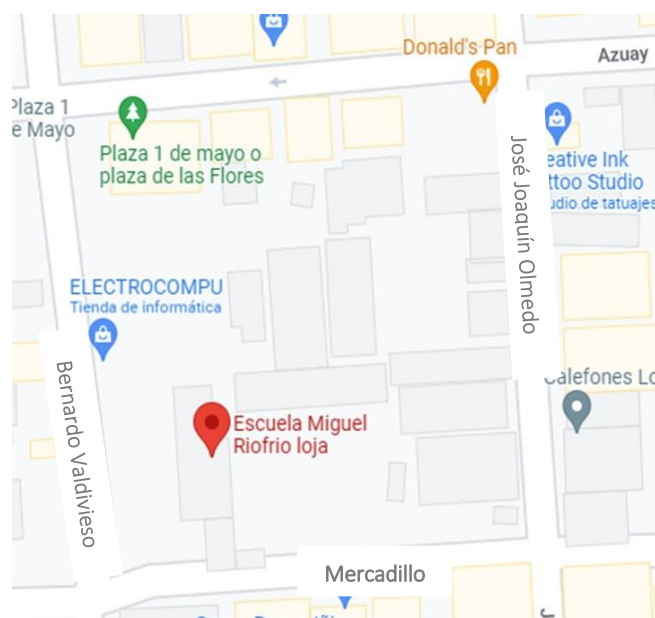 Donald's Pan
Azuay
Plaza 1
e Mayo
Plaza 1 de mayo o
plaza de las Flores
José Joaquín Olmedo
eative Ink
ttoo Studio
udio de tatuajes
ELECTROCOMPU
Tienda de informática
Bernardo Valdivieso
Calefones Lo
Escuela Miguel
Riofrio loja
Mercadillo